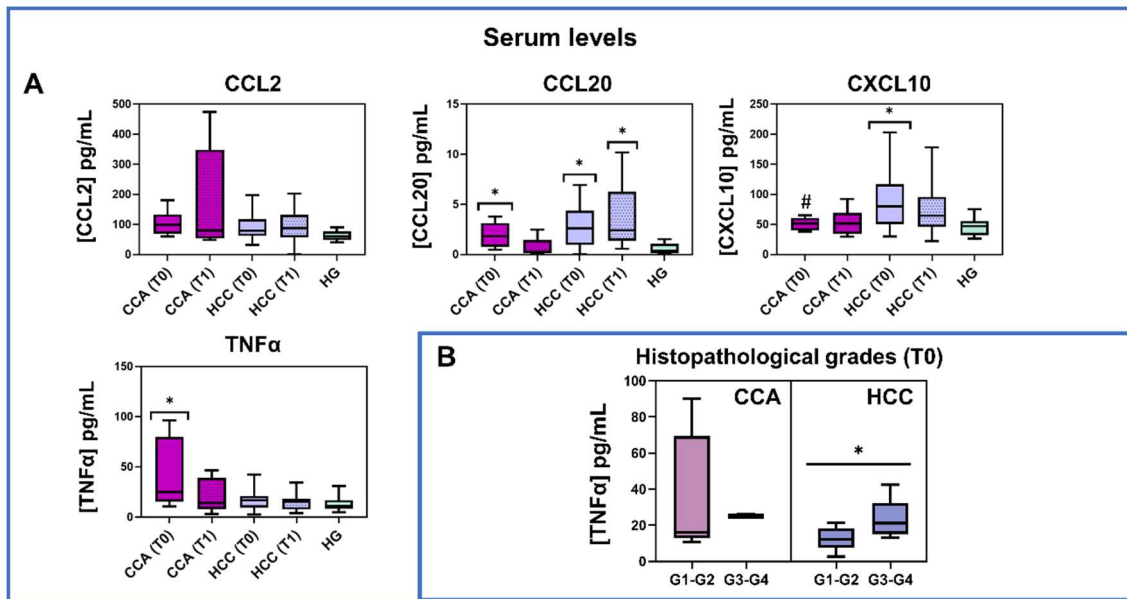 Serum levels
A
CCL2
[CCL2] pg/mL
500
400
300
200
100
0
CCA (T0)
CCA (T1)
HCC (T0)
HCC (T1)
HG
CCL20
[CCL20] pg/mL
15
10
5
0
*
*
*
CCA (T0)
CCA (T1)
HCC (T0)
HCC (T1)
HG
CXCL10
[CXCL10] pg/mL
250
200
150
100
50
0
#
*
CCA (T0)
CCA (T1)
HCC (T0)
HCC (T1)
HG
TNFα
[TNFα] pg/mL
150
100
50
0
*
CCA (T0)
CCA (T1)
HCC (T0)
HCC (T1)
HG
B
Histopathological grades (T0)
[TNFα] pg/mL
100
80
60
40
20
0
CCA
HCC
*
G1-G2
G3-G4
G1-G2
G3-G4